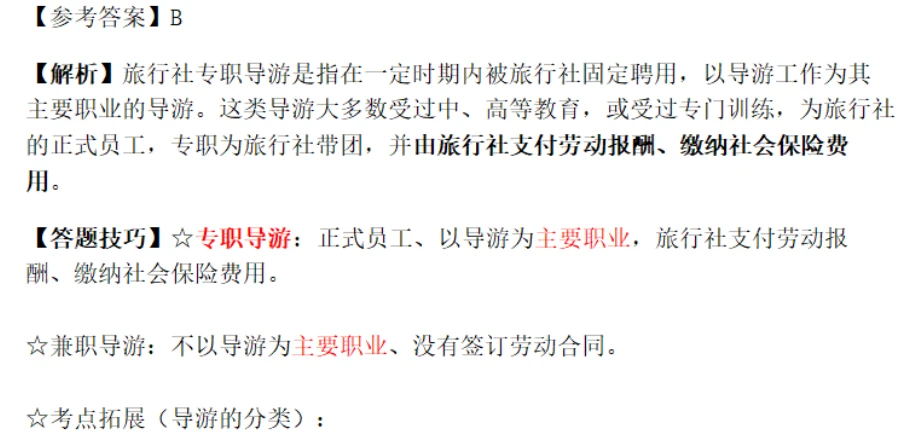 【参考答案】B
【解析】旅行社专职导游是指在一定时期内被旅行社固定聘用，以导游工作为其
主要职业的导游。这类导游大多数受过中、高等教育，或受过专门训练，为旅行社
的正式员工，专职为旅行社带团，并由旅行社支付劳动报酬、缴纳社会保险费
用。
【答题技巧】☆专职导游：正式员工、以导游为主要职业，旅行社支付劳动报
酬、缴纳社会保险费用。
☆兼职导游：不以导游为主要职业、没有签订劳动合同。
☆考点拓展（导游的分类）：